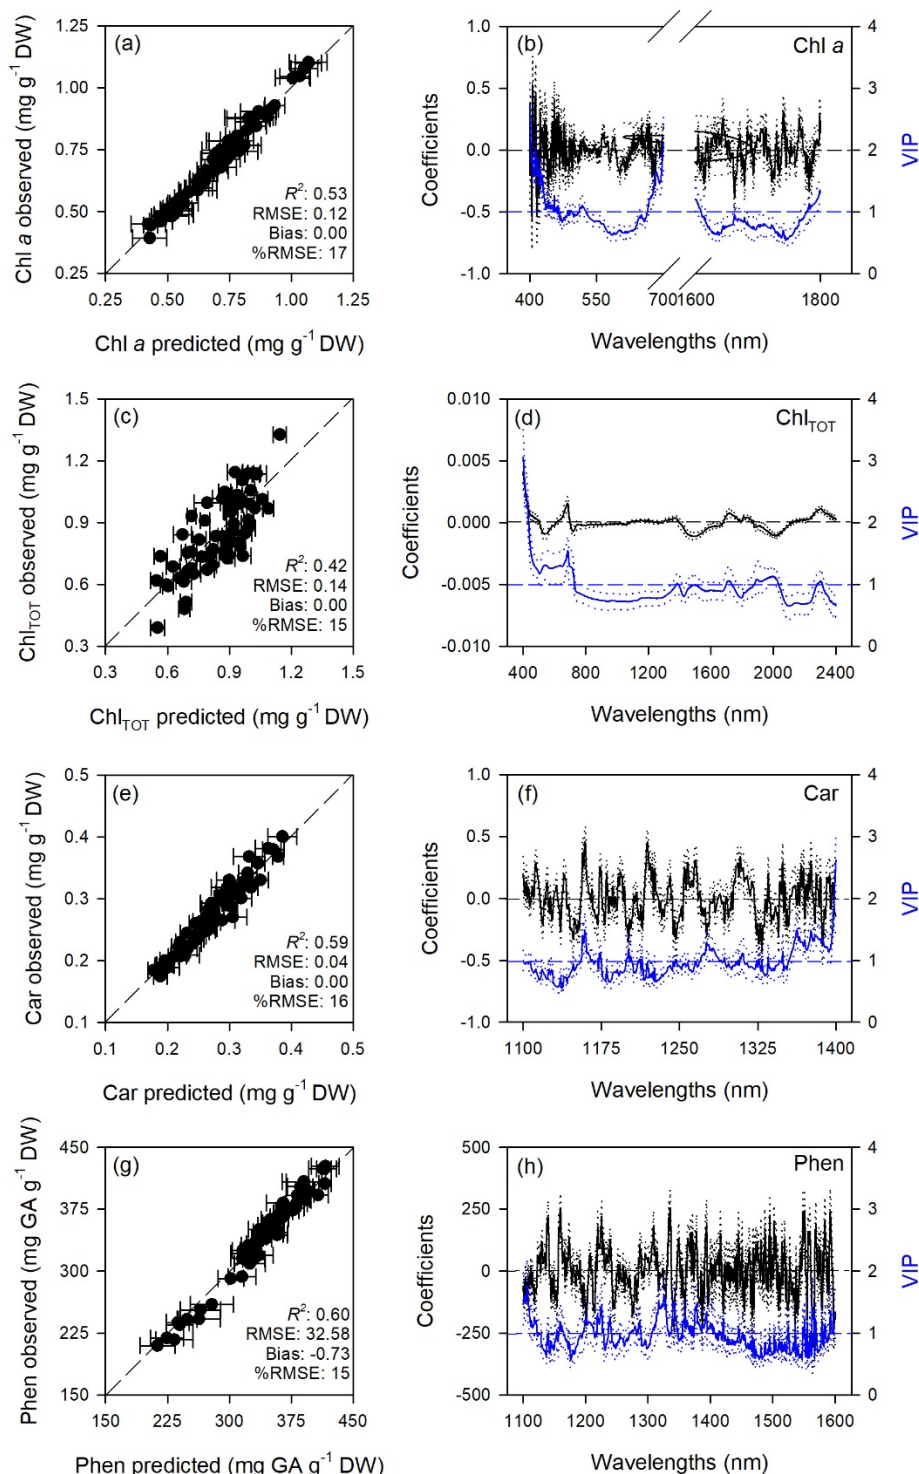 (a)
Chl a observed (mg g-1 DW)
1.25
1.00
0.75
0.50
0.25
R2: 0.53
RMSE: 0.12
Bias: 0.00
%RMSE: 17
0.25 0.50 0.75 1.00 1.25
Chl a predicted (mg g-1 DW)
(b)
Chl a
Coefficients
1.0
0.5
0.0
-0.5
-1.0
VIP
4
3
2
1
0
400 550 700 1600 1800
Wavelengths (nm)
(c)
ChlTOT observed (mg g-1 DW)
1.5
1.2
0.9
0.6
0.3
R2: 0.42
RMSE: 0.14
Bias: 0.00
%RMSE: 15
0.3 0.6 0.9 1.2 1.5
ChlTOT predicted (mg g-1 DW)
(d)
ChlTOT
Coefficients
0.010
0.005
0.000
-0.005
-0.010
VIP
4
3
2
1
0
400 800 1200 1600 2000 2400
Wavelengths (nm)
(e)
Car observed (mg g-1 DW)
0.5
0.4
0.3
0.2
0.1
R2: 0.59
RMSE: 0.04
Bias: 0.00
%RMSE: 16
0.1 0.2 0.3 0.4 0.5
Car predicted (mg g-1 DW)
(f)
Car
Coefficients
1.0
0.5
0.0
-0.5
-1.0
VIP
4
3
2
1
0
1100 1175 1250 1325 1400
Wavelengths (nm)
(g)
Phen observed (mg GA g-1 DW)
450
375
300
225
150
R2: 0.60
RMSE: 32.58
Bias: -0.73
%RMSE: 15
150 225 300 375 450
Phen predicted (mg GA g-1 DW)
(h)
Phen
Coefficients
500
250
0
-250
-500
VIP
4
3
2
1
0
1100 1200 1300 1400 1500 1600
Wavelengths (nm)